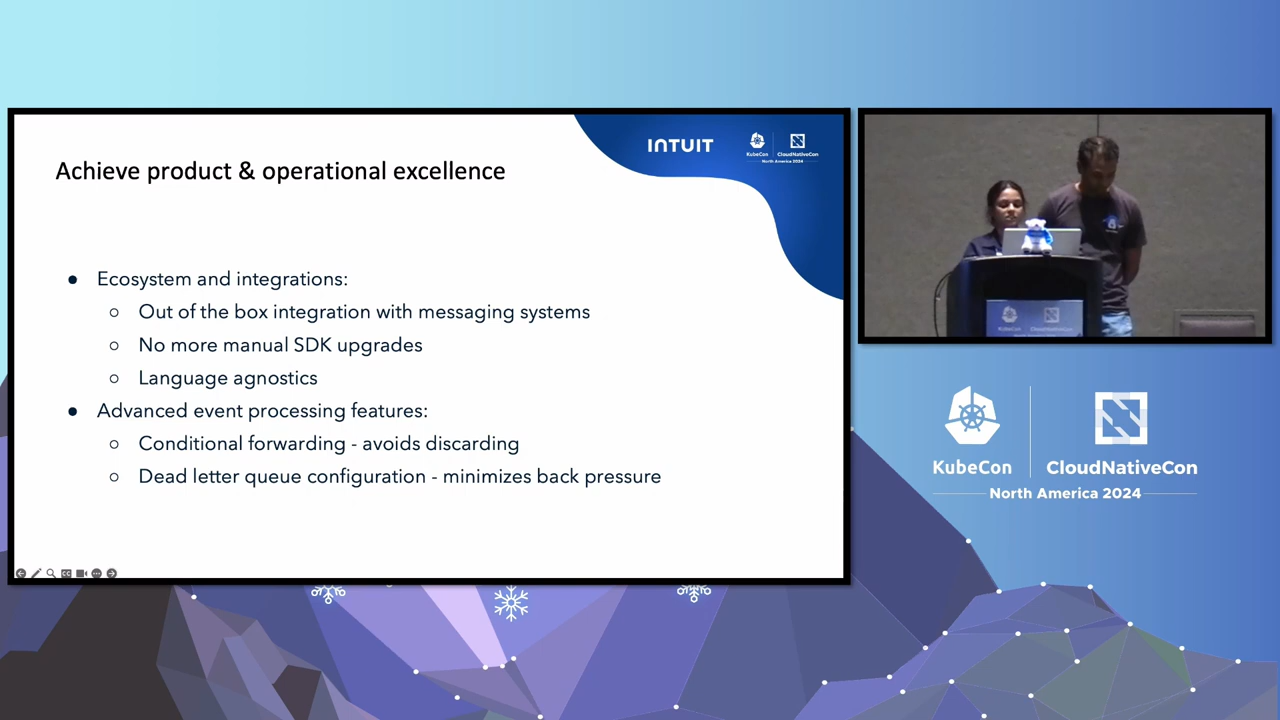 INTUIT
KubeCon
CloudNativeCon
North America 2024
Achieve product & operational excellence
● Ecosystem and integrations:
○ Out of the box integration with messaging systems
○ No more manual SDK upgrades
○ Language agnostics
● Advanced event processing features:
○ Conditional forwarding - avoids discarding
○ Dead letter queue configuration - minimizes back pressure
KubeCon
CloudNativeCon
North America 2024